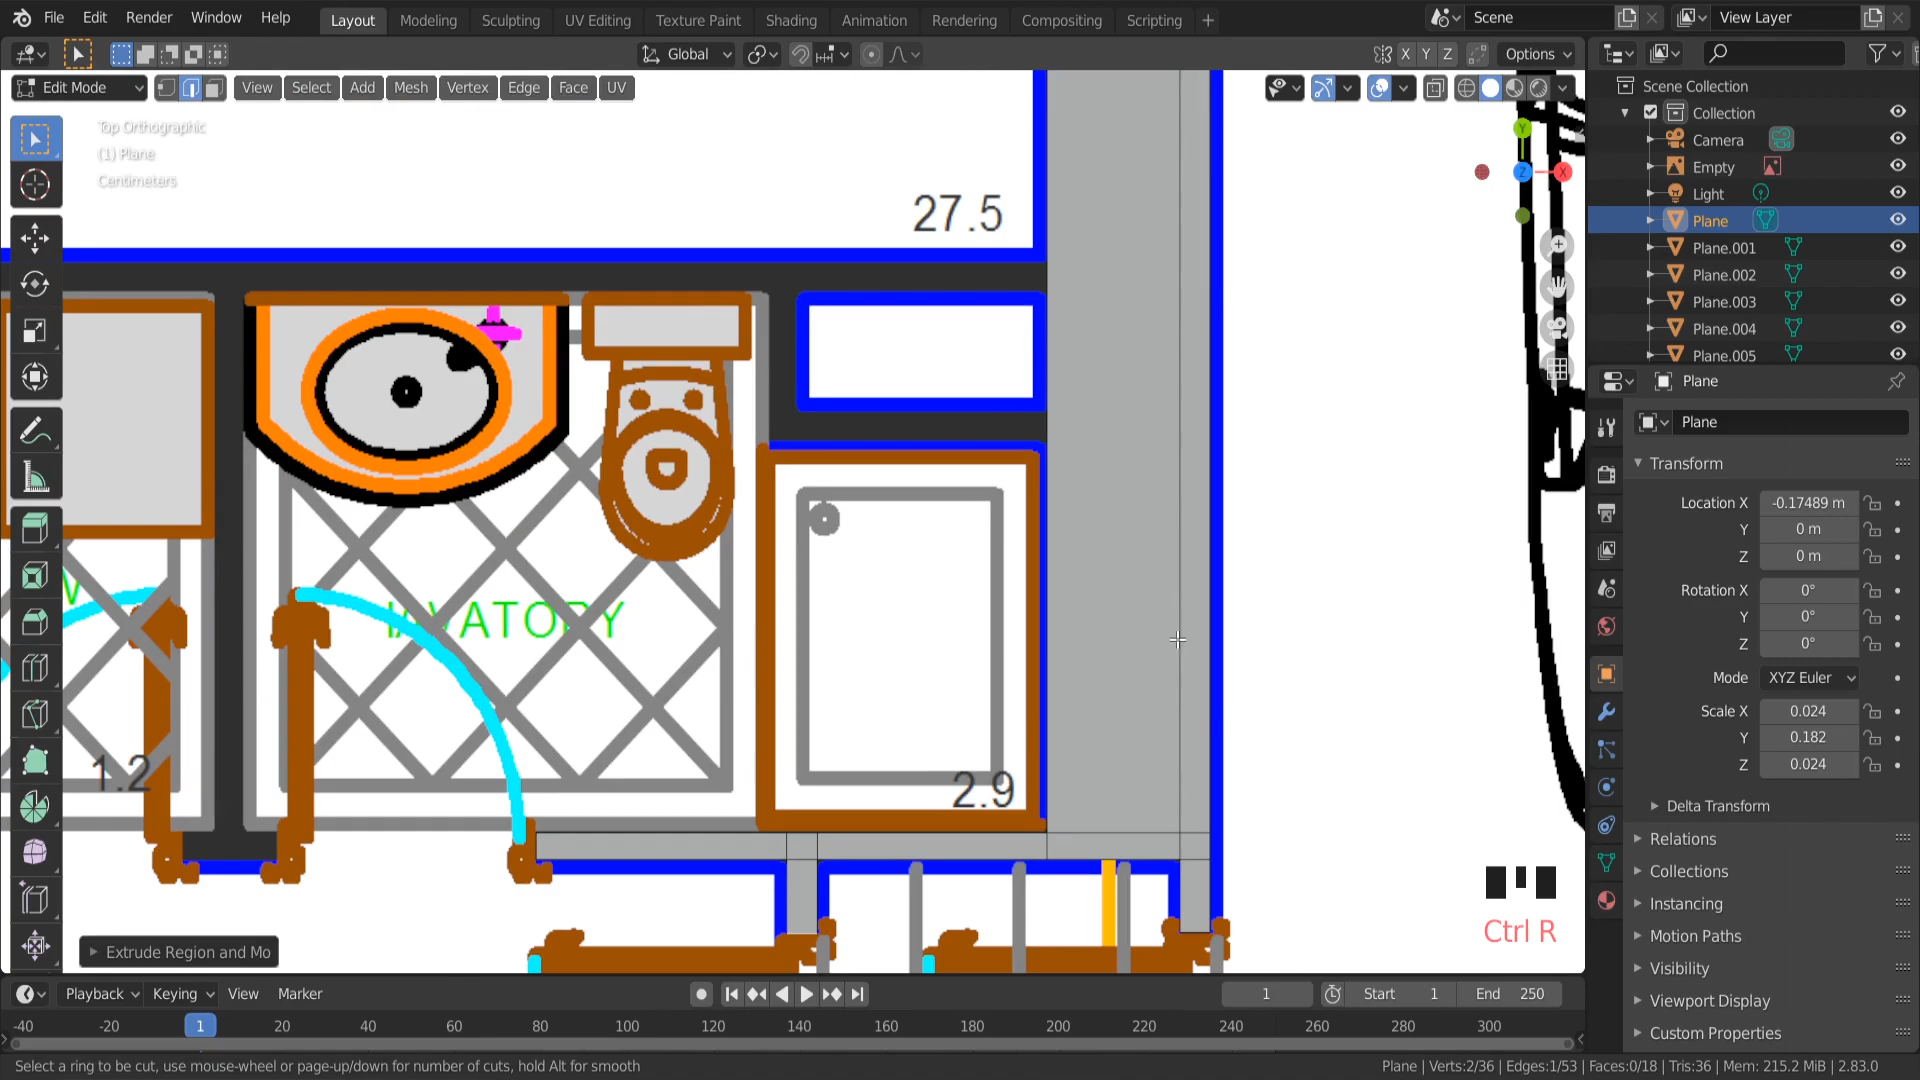 File Edit Render Window Help Layout Modeling Sculpting UV Editing Texture Paint Shading Animation Rendering Compositing Scripting + Scene View Layer
Global X Y Z Options
Edit Mode View Select Add Mesh Vertex Edge Face UV
Top Orthographic
(1) Plane
Centimeters
Y
Z X
27.5
1.2
2.9
Ctrl R
Extrude Region and Mo
Scene Collection
Collection
Camera
Empty
Light
Plane
Plane.001
Plane.002
Plane.003
Plane.004
Plane.005
Plane
Plane
Transform
Location X -0.17489 m
Y 0 m
Z 0 m
Rotation X 0°
Y 0°
Z 0°
Mode XYZ Euler
Scale X 0.024
Y 0.182
Z 0.024
Delta Transform
Relations
Collections
Instancing
Motion Paths
Visibility
Viewport Display
Custom Properties
Playback Keying View Marker 1 Start 1 End 250
-40 -20 1 20 40 60 80 100 120 140 160 180 200 220 240 260 280 300
Select a ring to be cut, use mouse-wheel or page-up/down for number of cuts, hold Alt for smooth Plane | Verts:2/36 | Edges:1/53 | Faces:0/18 | Tris:36 | Mem: 215.2 MiB | 2.83.0